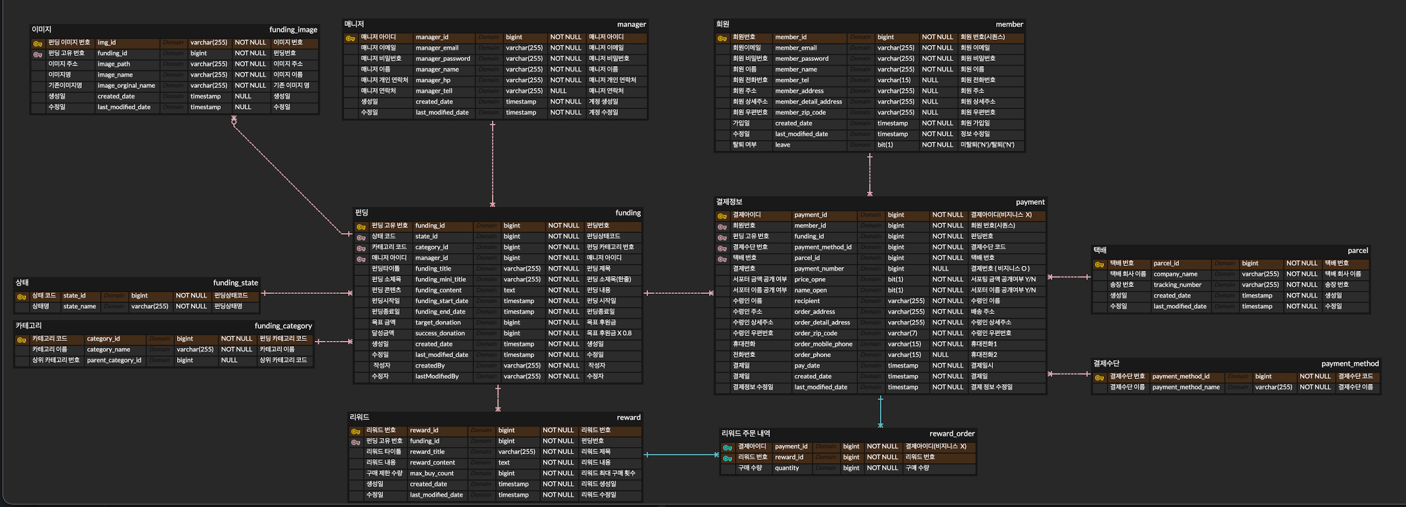 이미지 funding_image
펀딩 이미지 번호 img_id Domain varchar(255) NOT NULL 이미지 번호
펀딩 고유 번호 funding_id Domain bigint NOT NULL 펀딩번호
이미지 주소 image_path Domain varchar(255) NOT NULL 이미지 주소
이미지명 image_name Domain varchar(255) NOT NULL 이미지 이름
기존이미지명 image_orginal_name Domain varchar(255) NOT NULL 기존 이미지 명
생성일 created_date Domain timestamp NULL 생성일
수정일 last_modified_date Domain timestamp NULL 수정일
매니저 manager
매니저 아이디 manager_id Domain bigint NOT NULL 매니저 아이디
매니저 이메일 manager_email Domain varchar(255) NOT NULL 매니저 이메일
매니저 비밀번호 manager_password Domain varchar(255) NOT NULL 매니저 비밀번호
매니저 이름 manager_name Domain varchar(255) NOT NULL 매니저 이름
매니저 개인 연락처 manager_hp Domain varchar(255) NOT NULL 매니저 개인 연락처
매니저 연락처 manager_tell Domain varchar(255) NULL 매니저 연락처
생성일 created_date Domain timestamp NOT NULL 계정 생성일
수정일 last_modified_date Domain timestamp NOT NULL 계정 수정일
회원 member
회원번호 member_id Domain bigint NOT NULL 회원 번호(시퀀스)
회원이메일 member_email Domain varchar(255) NOT NULL 회원 이메일
회원 비밀번호 member_password Domain varchar(255) NOT NULL 회원 비밀번호
회원 이름 member_name Domain varchar(255) NOT NULL 회원 이름
회원 전화번호 member_tel Domain varchar(15) NULL 회원 전화번호
회원 주소 member_address Domain varchar(255) NULL 회원 주소
회원 상세주소 member_detail_address Domain varchar(255) NULL 회원 상세주소
회원 우편번호 member_zip_code Domain varchar(255) NULL 회원 우편번호
가입일 created_date Domain timestamp NOT NULL 회원 가입일
수정일 last_modified_date Domain timestamp NOT NULL 정보 수정일
탈퇴 여부 leave Domain bit(1) NOT NULL 미탈퇴('N')/탈퇴('N')
펀딩 funding
펀딩 고유 번호 funding_id Domain bigint NOT NULL 펀딩번호
상태 코드 state_id Domain bigint NOT NULL 펀딩상태코드
카테고리 코드 category_id Domain bigint NOT NULL 펀딩 카테고리 번호
매니저 아이디 manager_id Domain bigint NOT NULL 매니저 아이디
펀딩타이틀 funding_title Domain varchar(255) NOT NULL 펀딩 제목
펀딩 소제목 funding_mini_title Domain varchar(255) NOT NULL 펀딩 소제목(한줄)
펀딩 콘텐츠 funding_content Domain text NOT NULL 펀딩 내용
펀딩시작일 funding_start_date Domain timestamp NOT NULL 펀딩 시작일
펀딩종료일 funding_end_date Domain timestamp NOT NULL 펀딩종료일
목표 금액 target_donation Domain bigint NOT NULL 목표 후원금
달성금액 success_donation Domain bigint NOT NULL 목표 후원금 X 0.8
생성일 created_date Domain timestamp NOT NULL 생성일
수정일 last_modified_date Domain timestamp NOT NULL 수정일
작성자 createdBy Domain varchar(255) NOT NULL 작성자
수정자 lastModifiedBy Domain varchar(255) NOT NULL 수정자
결제정보 payment
결제아이디 payment_id Domain bigint NOT NULL 결제아이디(비지니스 X)
회원번호 member_id Domain bigint NOT NULL 회원 번호(시퀀스)
펀딩 고유 번호 funding_id Domain bigint NOT NULL 펀딩번호
결제수단 번호 payment_method_id Domain bigint NOT NULL 결제수단 코드
택배 번호 parcel_id Domain bigint NOT NULL 택배 번호
결제번호 payment_number Domain bigint NULL 결제번호 ( 비지니스 O )
서포터 금액 공개 여부 price_opne Domain bit(1) NOT NULL 서포팅 금액 공개여부 Y/N
서포터 이름 공개 여부 name_open Domain bit(1) NOT NULL 서포터 이름 공개여부 Y/N
수령인 이름 recipient Domain varchar(255) NOT NULL 수령인 이름
수령인 주소 order_address Domain varchar(255) NOT NULL 배송 주소
수령인 상세주소 order_detail_adress Domain varchar(255) NOT NULL 수령인 상세주소
수령인 우편번호 order_zip_code Domain varchar(7) NOT NULL 수령인 우편번호
휴대전화 order_mobile_phone Domain varchar(15) NOT NULL 휴대전화1
전화번호 order_phone Domain varchar(15) NULL 휴대전화2
결제일 pay_date Domain timestamp NOT NULL 결제일시
결제일 created_date Domain timestamp NOT NULL 결제일
결제정보 수정일 last_modified_date Domain timestamp NOT NULL 결제 정보 수정일
택배 parcel
택배 번호 parcel_id Domain bigint NOT NULL 택배 번호
택배 회사 이름 company_name Domain varchar(255) NOT NULL 택배 회사 이름
송장 번호 tracking_number Domain varchar(255) NOT NULL 송장 번호
생성일 created_date Domain timestamp NOT NULL 생성일
수정일 last_modified_date Domain timestamp NOT NULL 수정일
상태 funding_state
상태 코드 state_id Domain bigint NOT NULL 펀딩상태코드
상태명 state_name Domain varchar(255) NOT NULL 펀딩상태명
카테고리 funding_category
카테고리 코드 category_id Domain bigint NOT NULL 펀딩 카테고리 코드
카테고리 이름 category_name Domain varchar(255) NOT NULL 카테고리 이름
상위 카테고리 번호 parent_category_id Domain bigint NULL 상위 카테고리 코드
결제수단 payment_method
결제수단 번호 payment_method_id Domain bigint NOT NULL 결제수단 코드
결제수단 이름 payment_method_name Domain varchar(255) NOT NULL 결제수단 이름
리워드 reward
리워드 번호 reward_id Domain bigint NOT NULL 리워드 번호
펀딩 고유 번호 funding_id Domain bigint NOT NULL 펀딩번호
리워드 타이틀 reward_title Domain varchar(255) NOT NULL 리워드 제목
리워드 내용 reward_content Domain text NOT NULL 리워드 내용
구매 제한 수량 max_buy_count Domain bigint NOT NULL 리워드 최대 구매 횟수
생성일 created_date Domain timestamp NOT NULL 리워드 생성일
수정일 last_modified_date Domain timestamp NOT NULL 리워드 수정일
리워드 주문 내역 reward_order
결제아이디 payment_id Domain bigint NOT NULL 결제아이디(비지니스 X)
리워드 번호 reward_id Domain bigint NOT NULL 리워드 번호
구매 수량 quantity Domain bigint NOT NULL 구매 수량